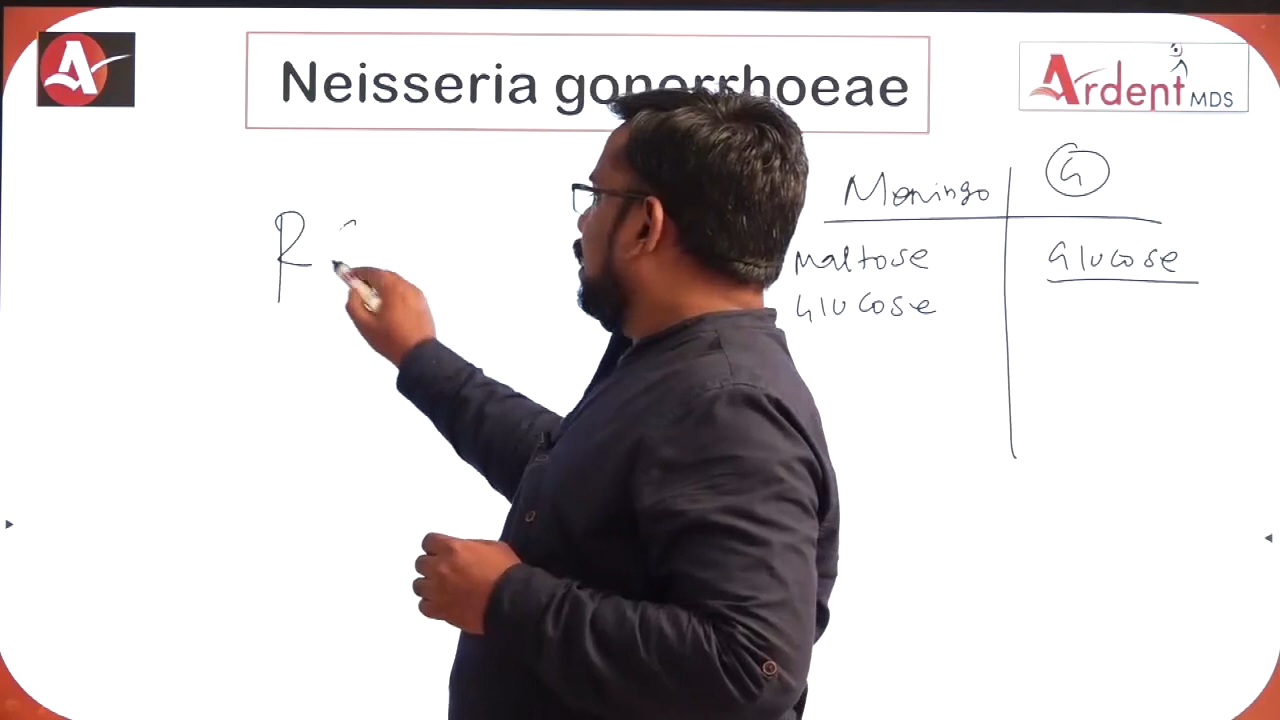 Neisseria gonorrhoeae
Ardent MDS
Meningo G
Maltose Glucose
Glucose
R